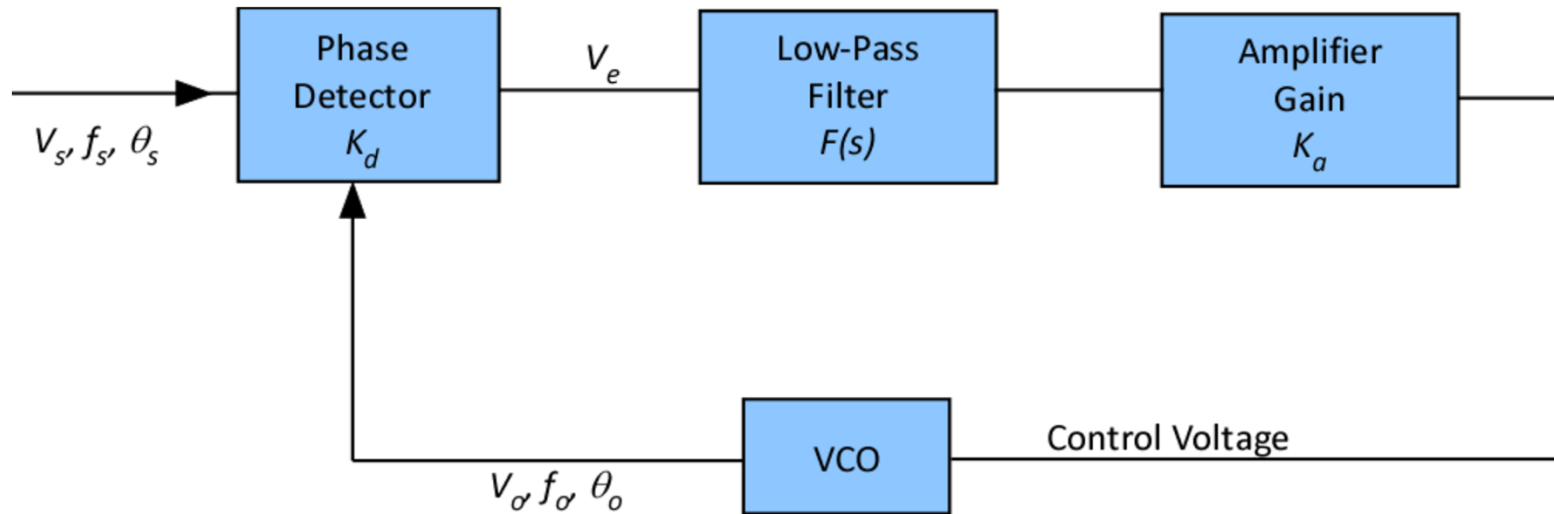 Phase
Detector
K_d
V_e
Low-Pass
Filter
F(s)
Amplifier
Gain
K_a
V_s, f_s, θ_s
VCO
Control Voltage
V_o, f_o, θ_o